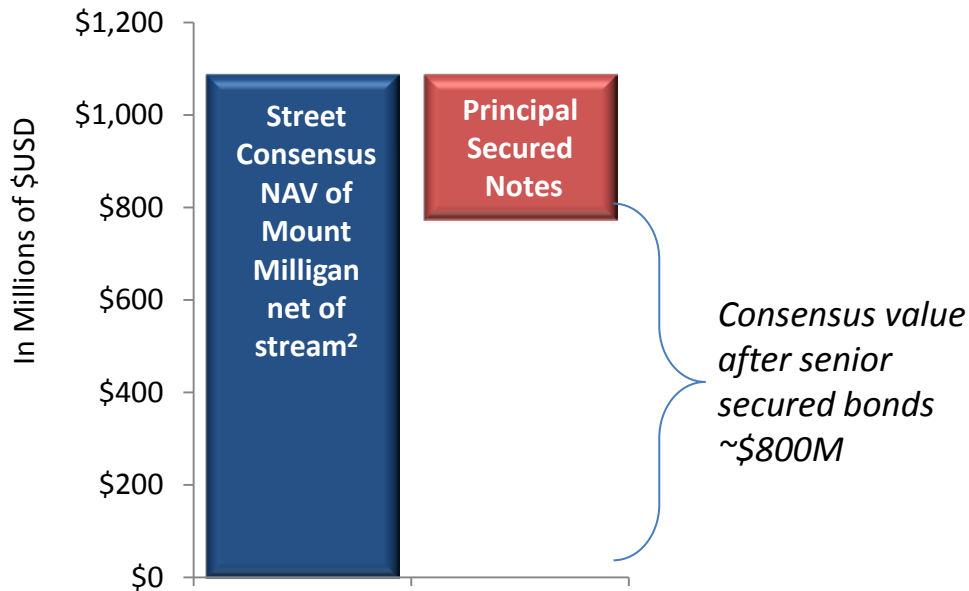 In Millions of $USD
$1,200
$1,000
$800
$600
$400
$200
$0
Street
Consensus
NAV of
Mount
Milligan
net of
stream²
Principal
Secured
Notes
Consensus value
after senior
secured bonds
~$800M